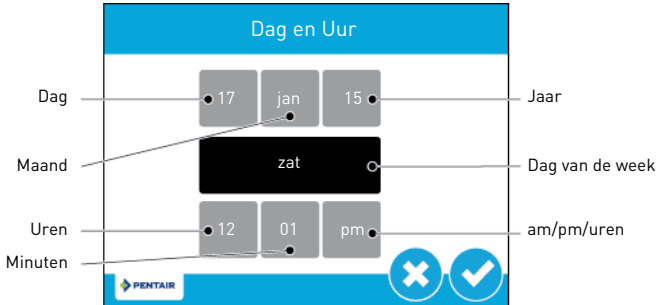 Dag en Uur
Dag
17
jan
15
Jaar
Maand
zat
Dag van de week
Uren
12
01
pm
am/pm/uren
Minuten
PENTAIR